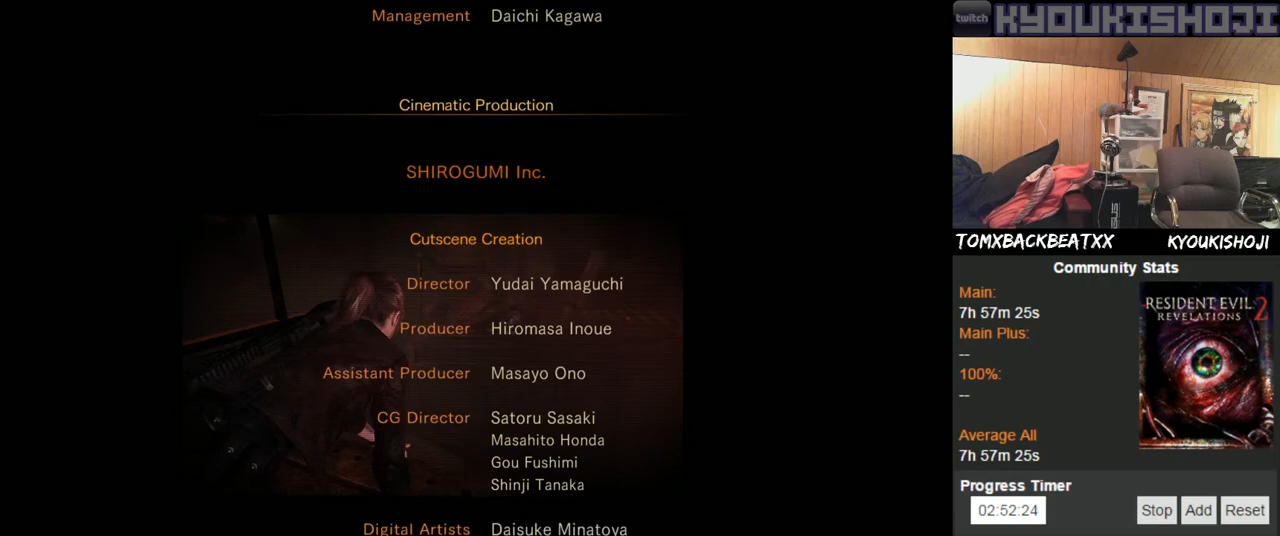 Management Daichi Kagawa
Cinematic Production
SHIROGUMI Inc.
Cutscene Creation
Director Yudai Yamaguchi
Producer Hiromasa Inoue
Assistant Producer Masayo Ono
CG Director Satoru Sasaki
Masahito Honda
Gou Fushimi
Shinji Tanaka
Digital Artists Daisuke Minatoya
twitch KYOUKISHOJI
ASUS
TOMXBACKBEATXX KYOUKISHOJI
Community Stats
Main:
7h 57m 25s
Main Plus:
--
100%:
--
Average All
7h 57m 25s
RESIDENT EVIL
REVELATIONS 2
Progress Timer
02:52:24 Stop Add Reset